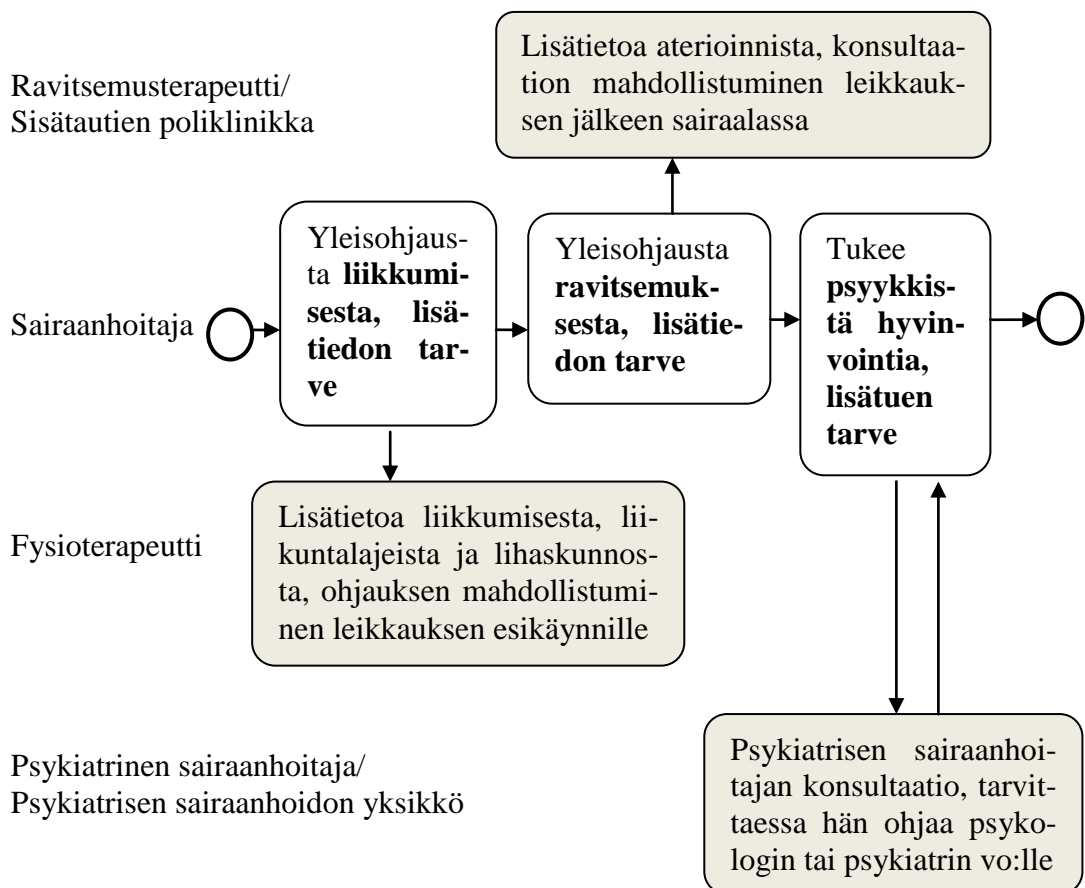 Lisätietoa aterioinnista, konsultaa-
tion mahdollistuminen leikkauk-
sen jälkeen sairaalassa
Ravitsemusterapeutti/
Sisätautien poliklinikka
Sairaanhoitaja
Yleisohjaus-
ta liikkumi-
sesta, lisä-
tiedon tar-
ve
Yleisohjausta
ravitsemuk-
sesta, lisätie-
don tarve
Tukee
psyykkis-
tä hyvin-
vointia,
lisätuen
tarve
Fysioterapeutti
Lisätietoa liikkumisesta, lii-
kuntalajeista ja lihaskunnos-
ta, ohjauksen mahdollistumi-
nen leikkauksen esikäynnille
Psykiatrinen sairaanhoitaja/
Psykiatrisen sairaanhoidon yksikkö
Psykiatrisen sairaanhoi-
tajan konsultaatio, tarvit-
taessa hän ohjaa psyko-
login tai psykiatrin vo:lle